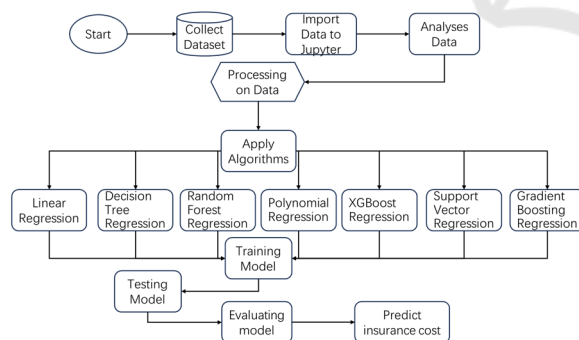 Start
Collect
Dataset
Import
Data to
Jupyter
Analyses
Data
Processing
on Data
Apply
Algorithms
Linear
Regression
Decision
Tree
Regression
Random
Forest
Regression
Polynomial
Regression
XGBoost
Regression
Support
Vector
Regression
Gradient
Boosting
Regression
Training
Model
Testing
Model
Evaluating
model
Predict
insurance cost